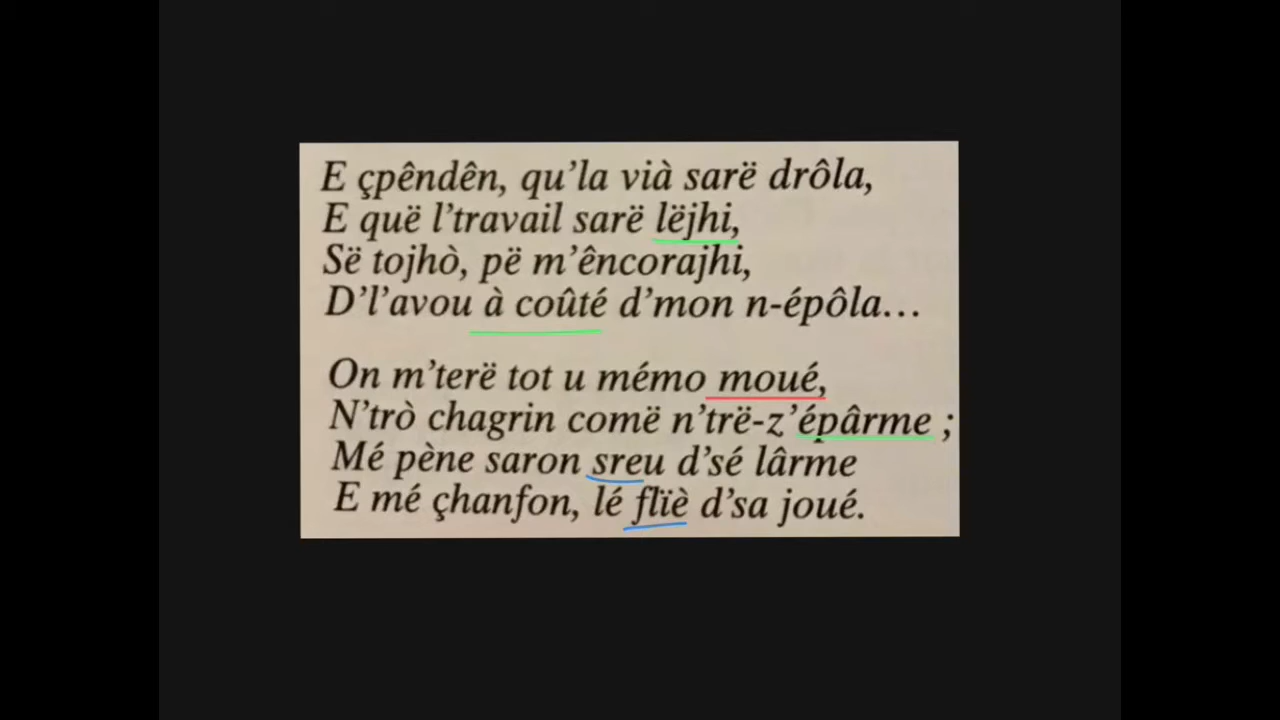 E çpêndên, qu’la vià sarë drôla,
E quë l’travail sarë lëjhi,
Së tojhò, pë m’êncorajhi,
D’l’avou à coûté d’mon n-épôla…
On m’terë tot u mémo moué,
N’trò chagrin comë n’trë-z’épârme ;
Mé pène saron sreu d’sé lârme
E mé çhanfon, lé flïè d’sa joué.